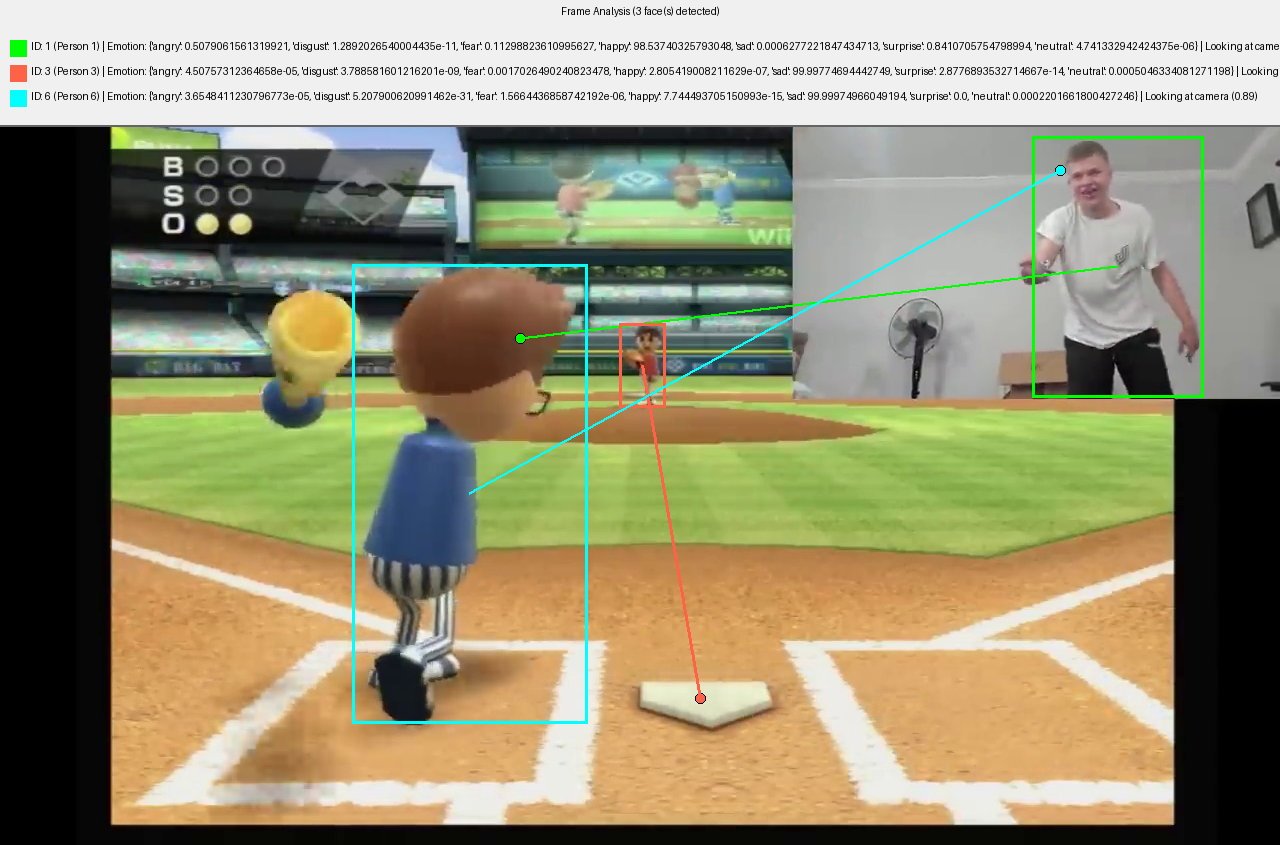 Frame Analysis (3 face(s) detected)
ID: 1 (Person 1) | Emotion: {'angry': 0.5079061561319921, 'disgust': 1.2892026540004435e-11, 'fear': 0.11298823610995627, 'happy': 98.53740325793048, 'sad': 0.0006277221847434713, 'surprise': 0.8410705754798994, 'neutral': 4.741332942424375e-06} | Looking at came
ID: 3 (Person 3) | Emotion: {'angry': 4.50757312364658e-05, 'disgust': 3.788581601216201e-09, 'fear': 0.0017026490240823478, 'happy': 2.805419008211629e-07, 'sad': 99.99774694442749, 'surprise': 2.8776893532714667e-14, 'neutral': 0.0005046334081271198} | Looking
ID: 6 (Person 6) | Emotion: {'angry': 3.6548411230796773e-05, 'disgust': 5.207900620991462e-31, 'fear': 1.5664436858742192e-06, 'happy': 7.744493705150993e-15, 'sad': 99.99974966049194, 'surprise': 0.0, 'neutral': 0.0002201661800427246} | Looking at camera (0.89)
B
S
O
Wii
BIG BAT